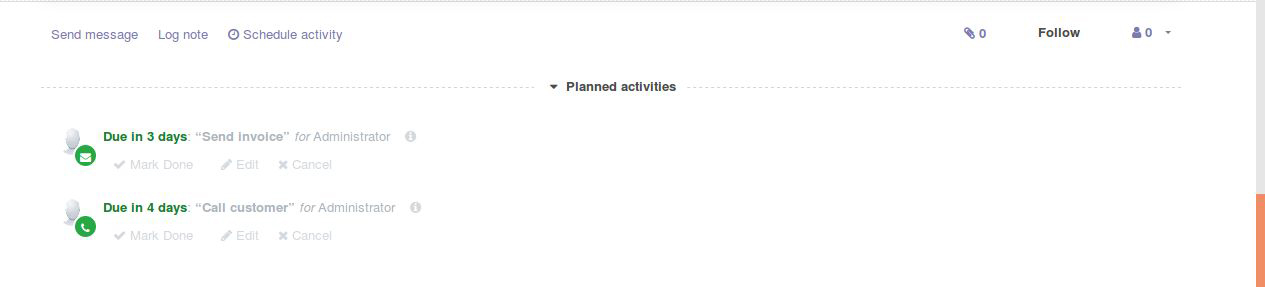 Send message Log note Schedule activity 0 Follow 0
Planned activities
Due in 3 days: “Send invoice” for Administrator
Mark Done Edit Cancel
Due in 4 days: “Call customer” for Administrator
Mark Done Edit Cancel